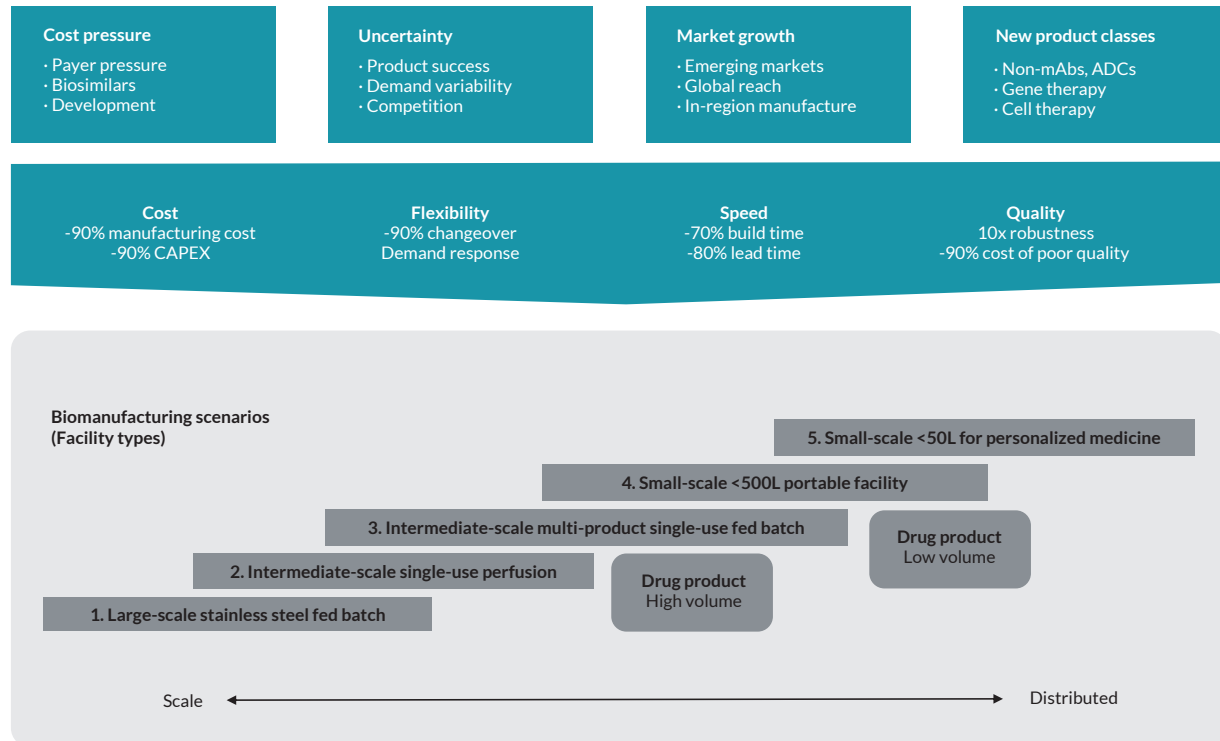 Cost pressure
· Payer pressure
· Biosimilars
· Development
Uncertainty
· Product success
· Demand variability
· Competition
Market growth
· Emerging markets
· Global reach
· In-region manufacture
New product classes
· Non-mAbs, ADCs
· Gene therapy
· Cell therapy
Cost
-90% manufacturing cost
-90% CAPEX
Flexibility
-90% changeover
Demand response
Speed
-70% build time
-80% lead time
Quality
10x robustness
-90% cost of poor quality
Biomanufacturing scenarios
(Facility types)
5. Small-scale <50L for personalized medicine
4. Small-scale <500L portable facility
3. Intermediate-scale multi-product single-use fed batch
Drug product
Low volume
2. Intermediate-scale single-use perfusion
Drug product
High volume
1. Large-scale stainless steel fed batch
Scale
Distributed